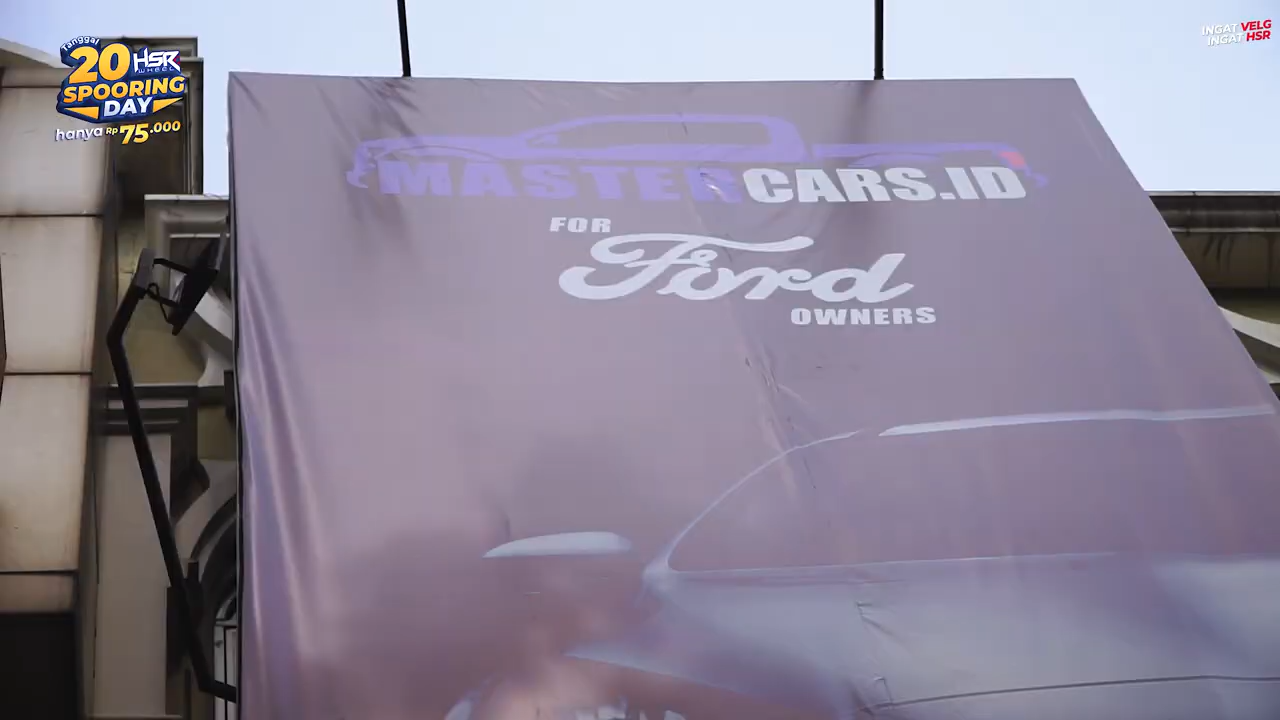 Tanggal
20 HSR
WHEEL
SPOORING
DAY
hanya Rp 75.000
INGAT VELG
INGAT HSR
MASTERCARS.ID
FOR
Ford
OWNERS